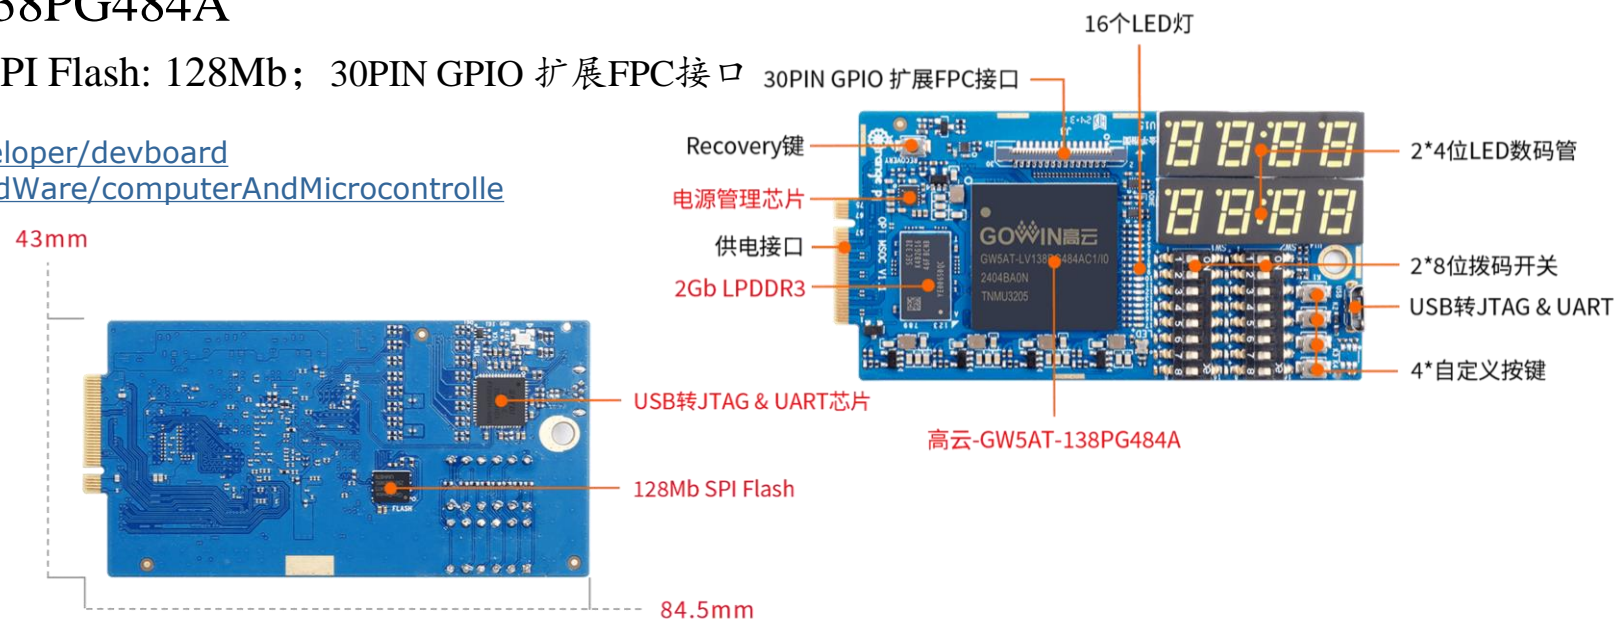 38PG484A
PI Flash: 128Mb；30PIN GPIO 扩展FPC接口
eloper/devboard
dWare/computerAndMicrocontrolle
16个LED灯
30PIN GPIO 扩展FPC接口
Recovery键
电源管理芯片
供电接口
2Gb LPDDR3
2*4位LED数码管
2*8位拨码开关
USB转JTAG & UART
4*自定义按键
高云-GW5AT-138PG484A
GOWIN高云
GW5AT-LV138PG484AC1/I0
2404BA0N
TNMU3205
RECOVERY
OPI MSOC V1.1
43mm
USB转JTAG & UART芯片
128Mb SPI Flash
FLASH
84.5mm